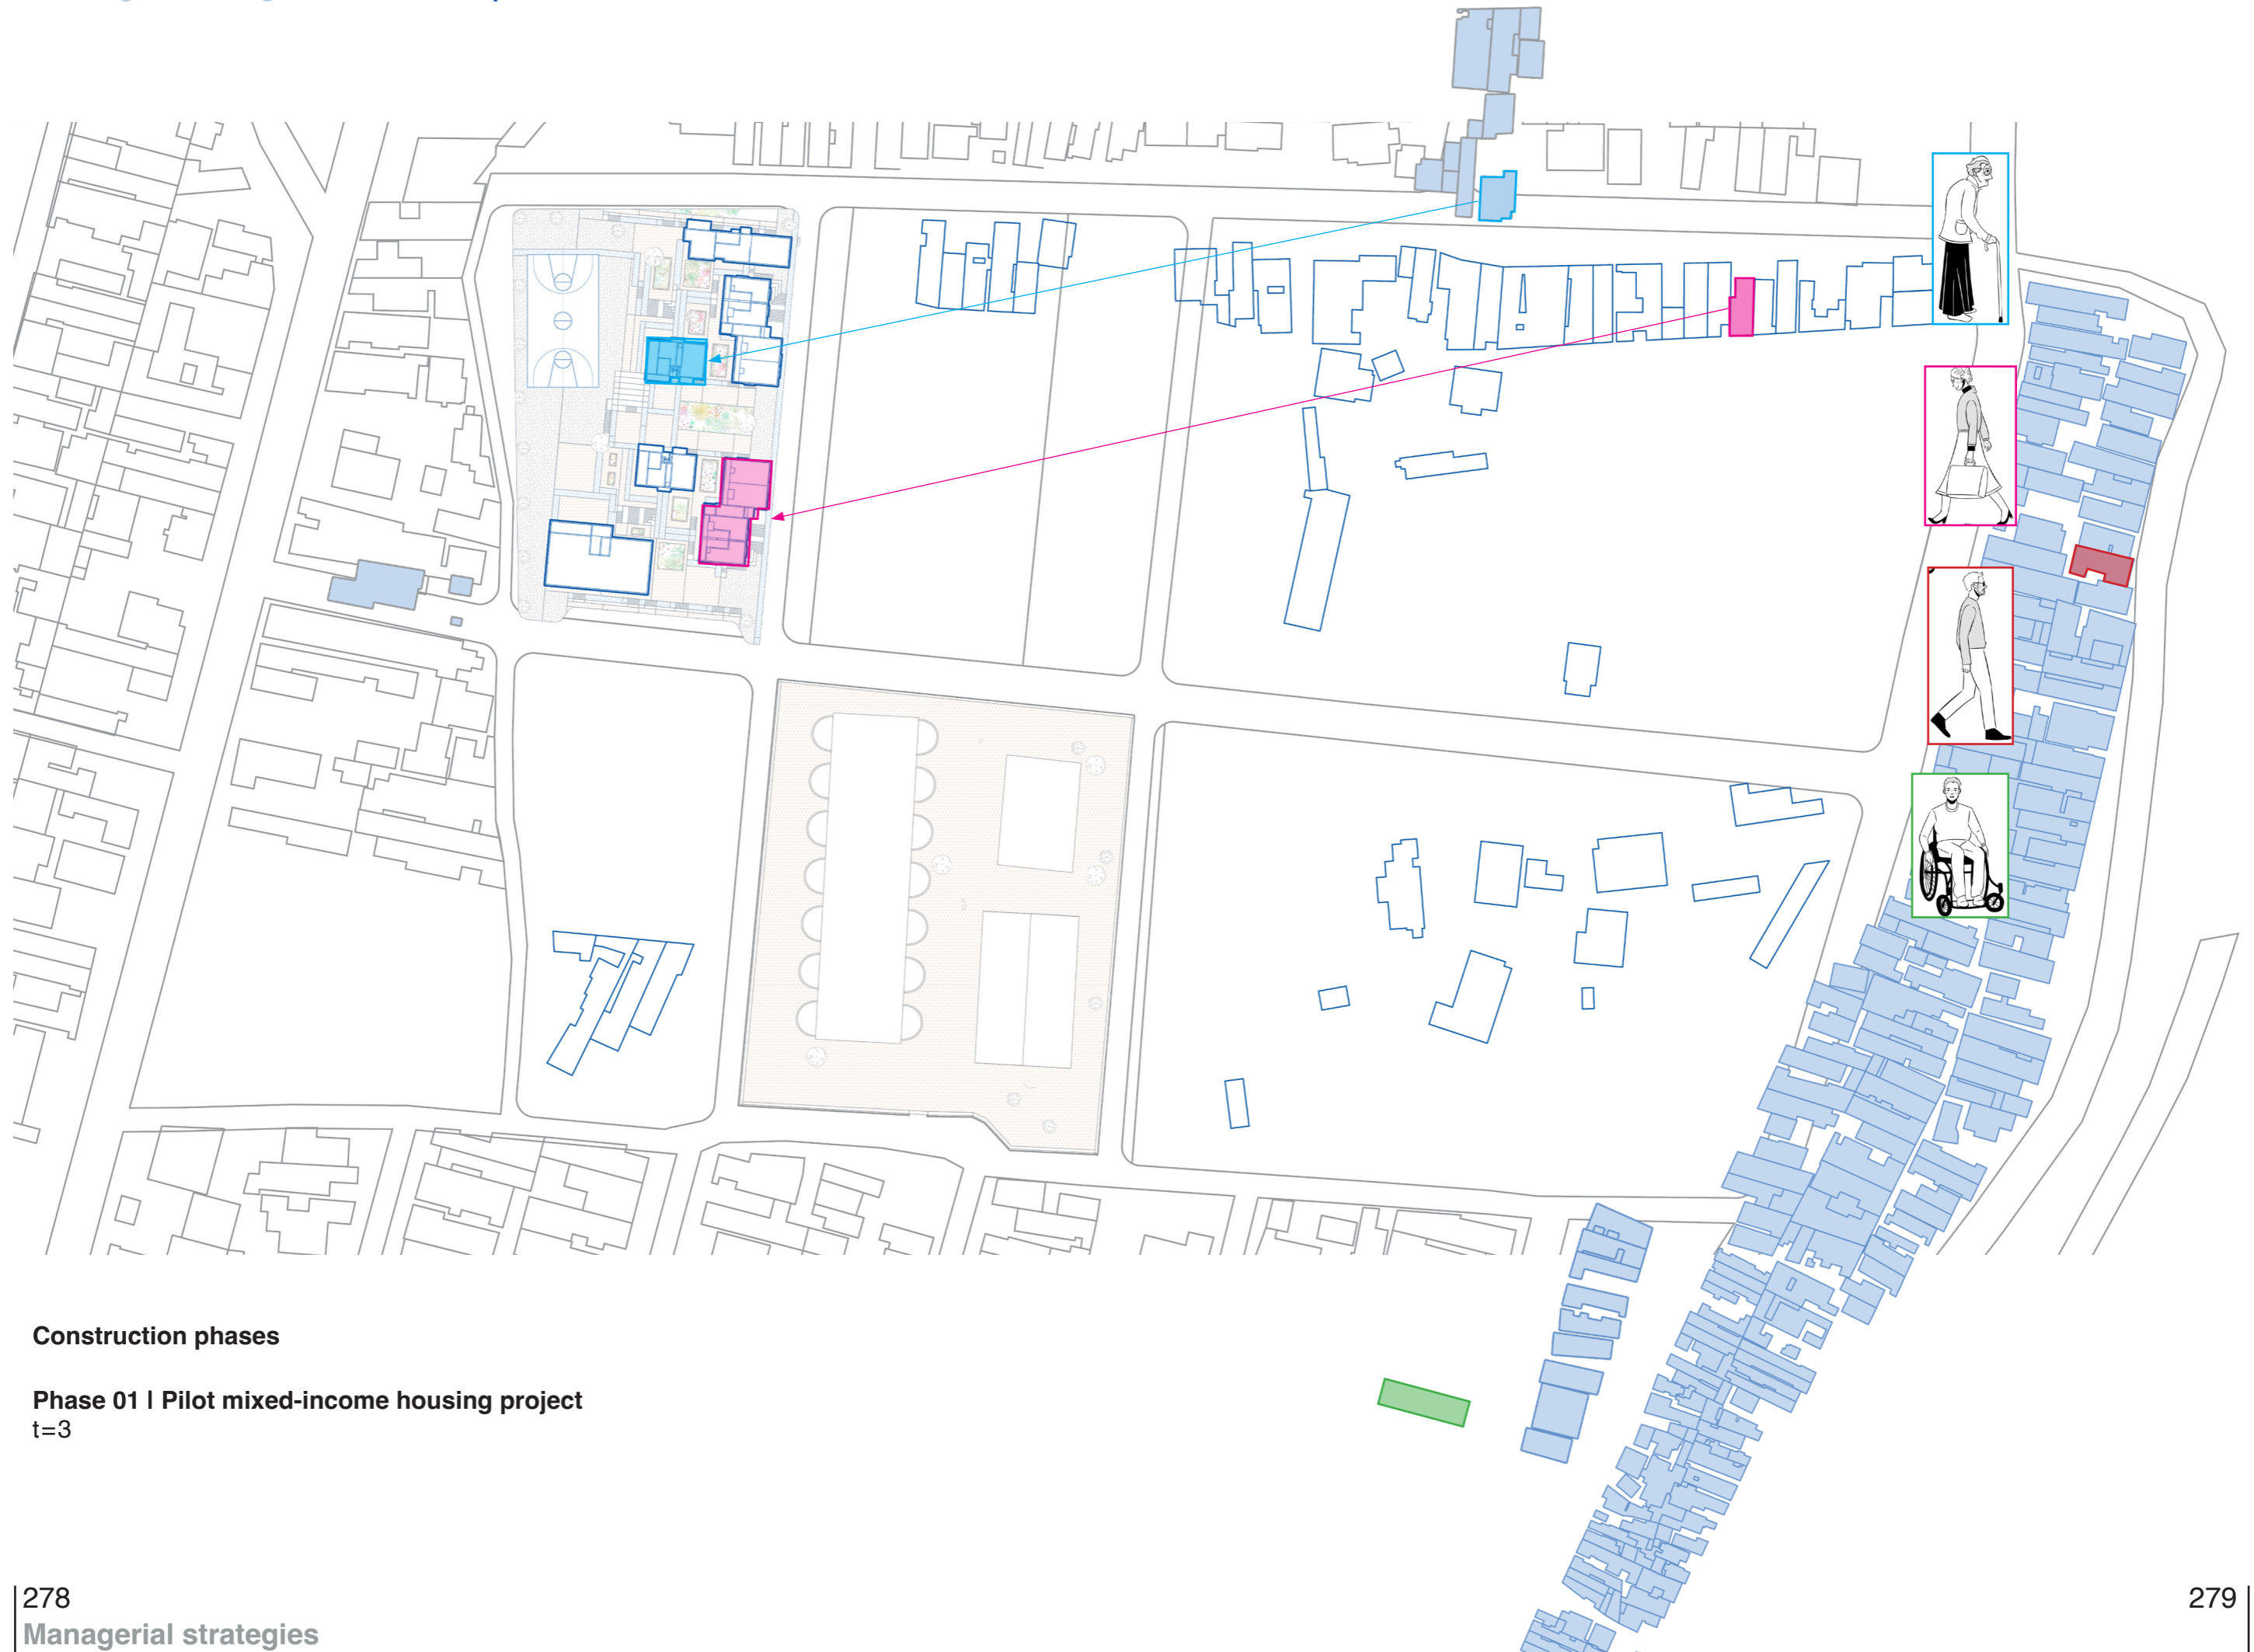 Construction phases
Phase 01 | Pilot mixed-income housing project
t=3
278
Managerial strategies
279